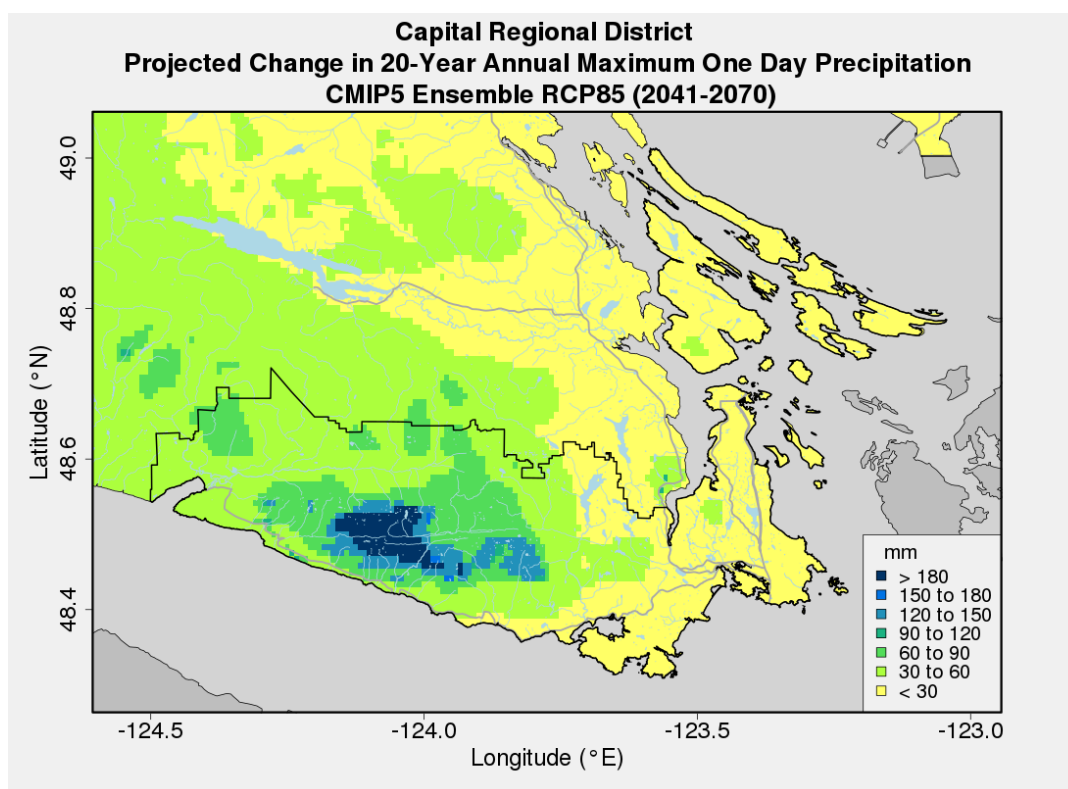 Capital Regional District
Projected Change in 20-Year Annual Maximum One Day Precipitation
CMIP5 Ensemble RCP85 (2041-2070)
49.0
48.8
48.6
48.4
Latitude (°N)
mm
> 180
150 to 180
120 to 150
90 to 120
60 to 90
30 to 60
< 30
-124.5
-124.0
-123.5
-123.0
Longitude (°E)